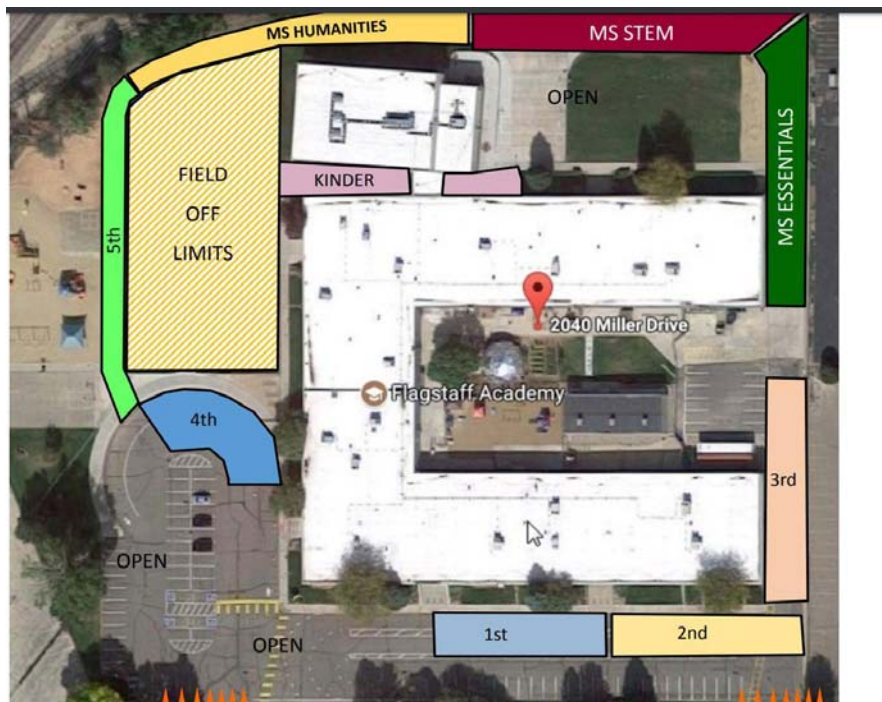 MS HUMANITIES
MS STEM
OPEN
MS ESSENTIALS
KINDER
FIELD
OFF
LIMITS
5th
2040 Miller Drive
Flagstaff Academy
4th
3rd
OPEN
1st
2nd
OPEN